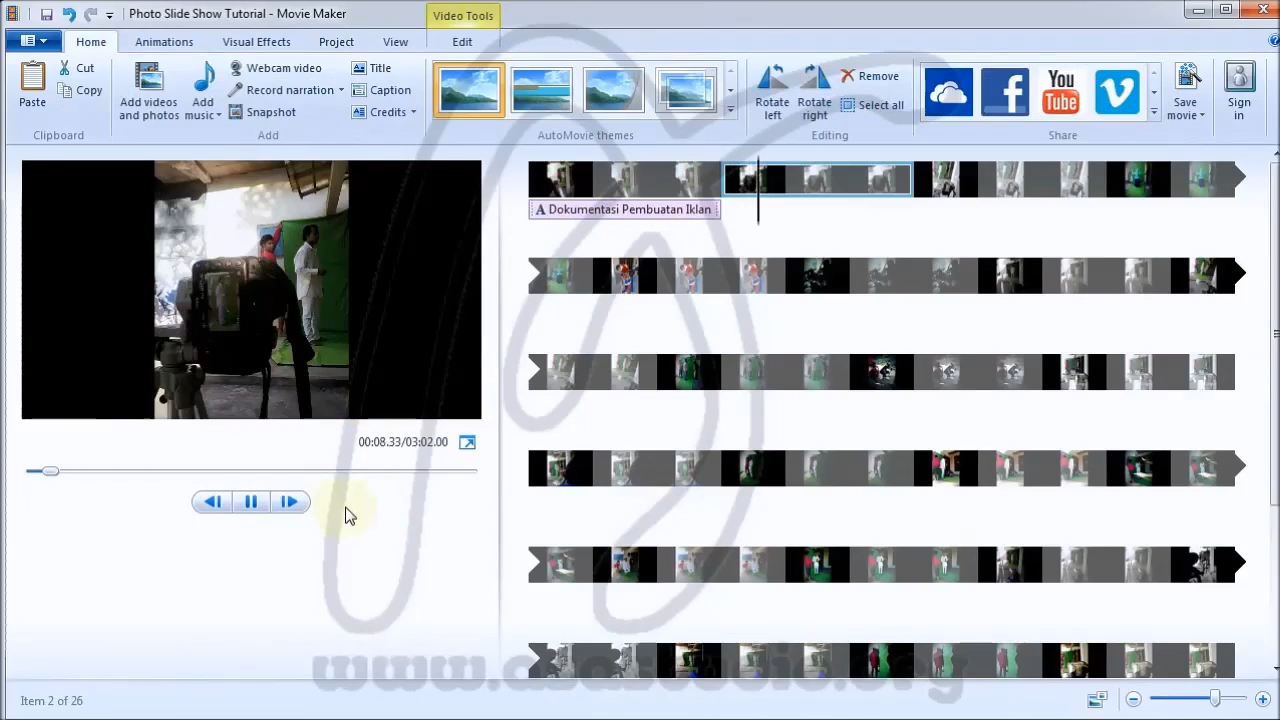 Photo Slide Show Tutorial - Movie Maker
Video Tools
Home
Animations
Visual Effects
Project
View
Edit
Paste
Cut
Copy
Clipboard
Add videos
and photos
Add
music
Webcam video
Record narration
Snapshot
Add
Title
Caption
Credits
AutoMovie themes
Rotate
left
Rotate
right
Remove
Select all
Editing
You
Tube
Share
Save
movie
Sign
in
A Dokumentasi Pembuatan Iklan
00:08.33/03:02.00
Item 2 of 26